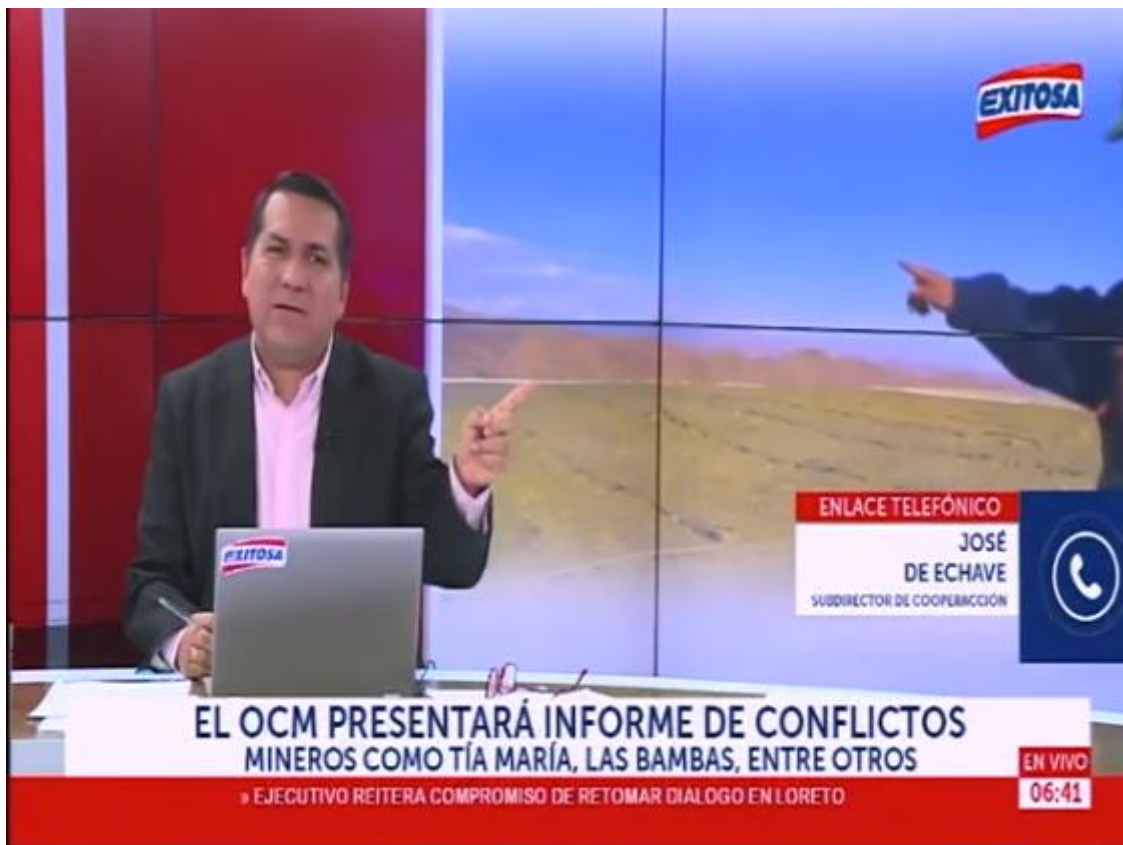 EXITOSA
ENLACE TELEFÓNICO
JOSÉ
DE ECHAVE
SUBDIRECTOR DE COOPERACCIÓN
EXITOSA
EL OCM PRESENTARÁ INFORME DE CONFLICTOS
MINEROS COMO TÍA MARÍA, LAS BAMBAS, ENTRE OTROS
EN VIVO
» EJECUTIVO REITERA COMPROMISO DE RETOMAR DIALOGO EN LORETO
06:41